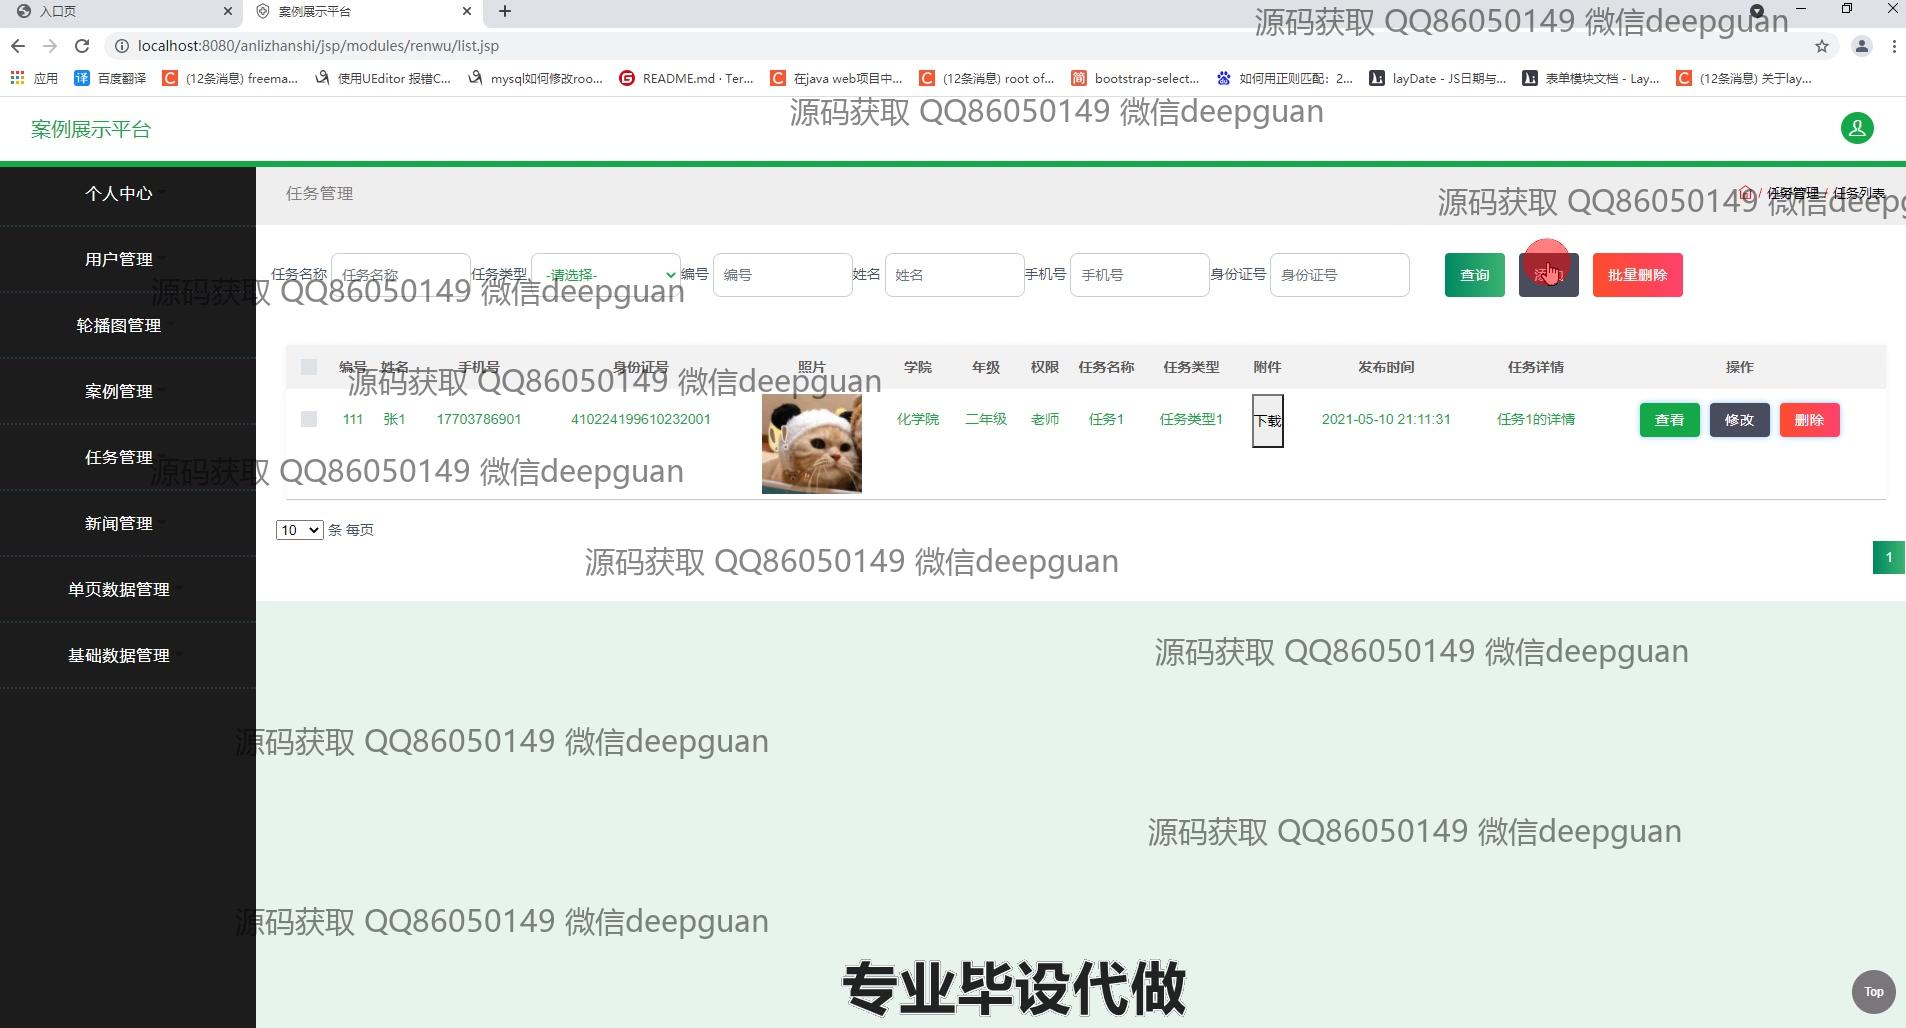 入口页
案例展示平台
源码获取 QQ86050149 微信deepguan
localhost:8080/anlizhanshi/jsp/modules/renwu/list.jsp
应用
百度翻译
(12条消息) freema...
使用UEditor 报错C...
mysql如何修改roo...
README.md · Ter...
在java web项目中...
(12条消息) root of...
bootstrap-select...
如何用正则匹配：2...
layDate - JS日期与...
表单模块文档 - Lay...
(12条消息) 关于lay...
源码获取 QQ86050149 微信deepguan
案例展示平台
个人中心
用户管理
轮播图管理
案例管理
任务管理
新闻管理
单页数据管理
基础数据管理
任务管理
/ 任务管理 / 任务列表
源码获取 QQ86050149 微信deepg
任务名称 任务名称 任务类型 -请选择- 编号 编号 姓名 姓名 手机号 手机号 身份证号 身份证号 查询 批量删除
源码获取 QQ86050149 微信deepguan
编号 姓名 手机号 身份证号 照片 学院 年级 权限 任务名称 任务类型 附件 发布时间 任务详情 操作
源码获取 QQ86050149 微信deepguan
111 张1 17703786901 410224199610232001 化学院 二年级 老师 任务1 任务类型1 下载 2021-05-10 21:11:31 任务1的详情 查看 修改 删除
源码获取 QQ86050149 微信deepguan
10 条 每页
1
源码获取 QQ86050149 微信deepguan
源码获取 QQ86050149 微信deepguan
源码获取 QQ86050149 微信deepguan
源码获取 QQ86050149 微信deepguan
源码获取 QQ86050149 微信deepguan
专业毕设代做
Top